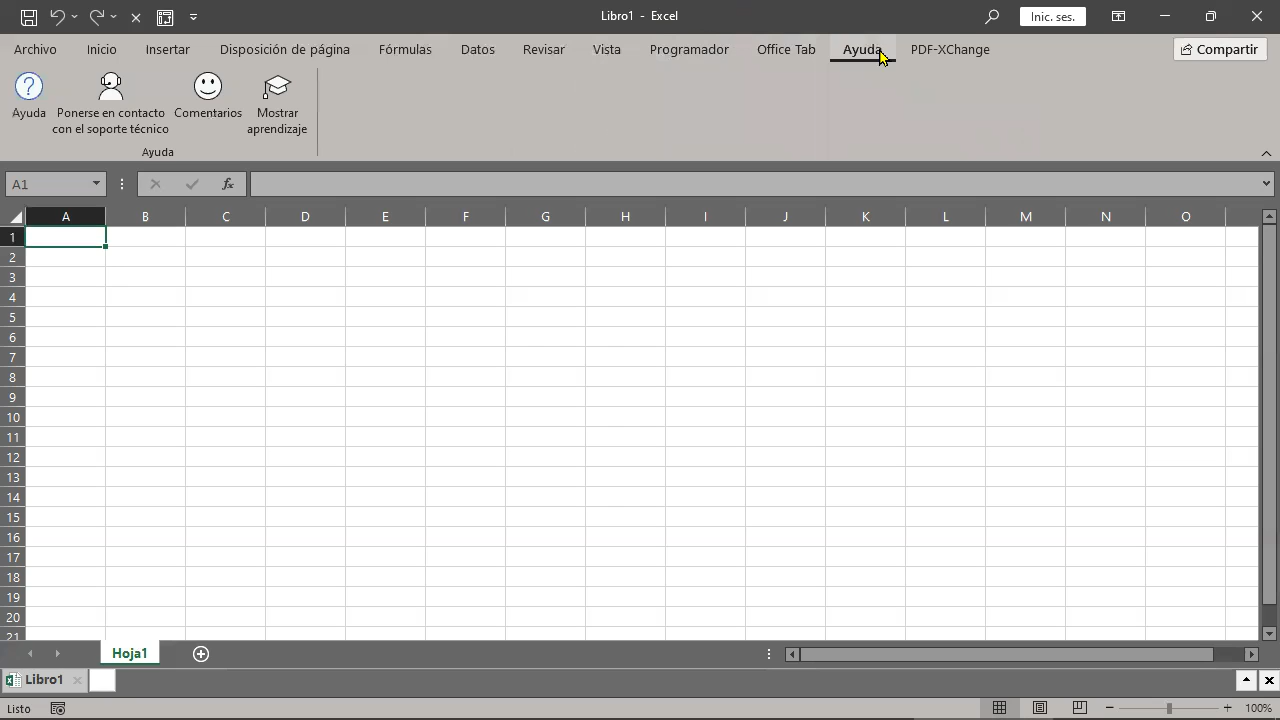 Libro1 - Excel
Inic. ses.
Archivo
Inicio
Insertar
Disposición de página
Fórmulas
Datos
Revisar
Vista
Programador
Office Tab
Ayuda
PDF-XChange
Compartir
?
Ayuda
Ponerse en contacto
con el soporte técnico
Comentarios
Mostrar
aprendizaje
Ayuda
A1
fx
A B C D E F G H I J K L M N O
1
2
3
4
5
6
7
8
9
10
11
12
13
14
15
16
17
18
19
20
21
Hoja1
Libro1
Listo
100%